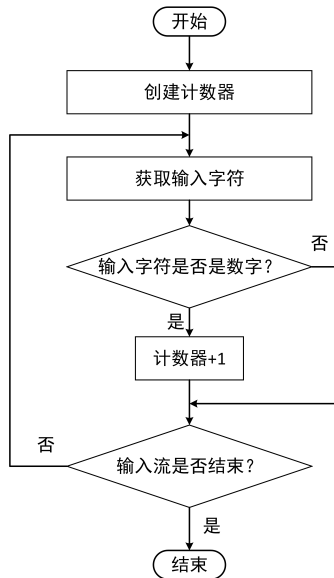 开始
创建计数器
获取输入字符
输入字符是否是数字？
否
是
计数器+1
否
输入流是否结束？
是
结束